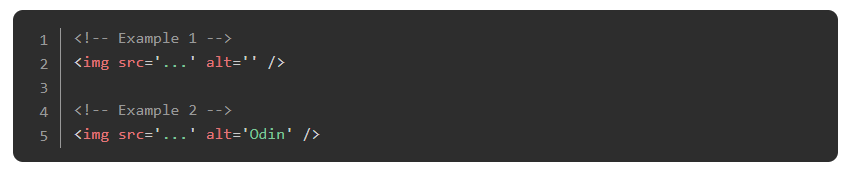 1 <!-- Example 1 -->
2 <img src='...' alt='' />
3
4 <!-- Example 2 -->
5 <img src='...' alt='Odin' />